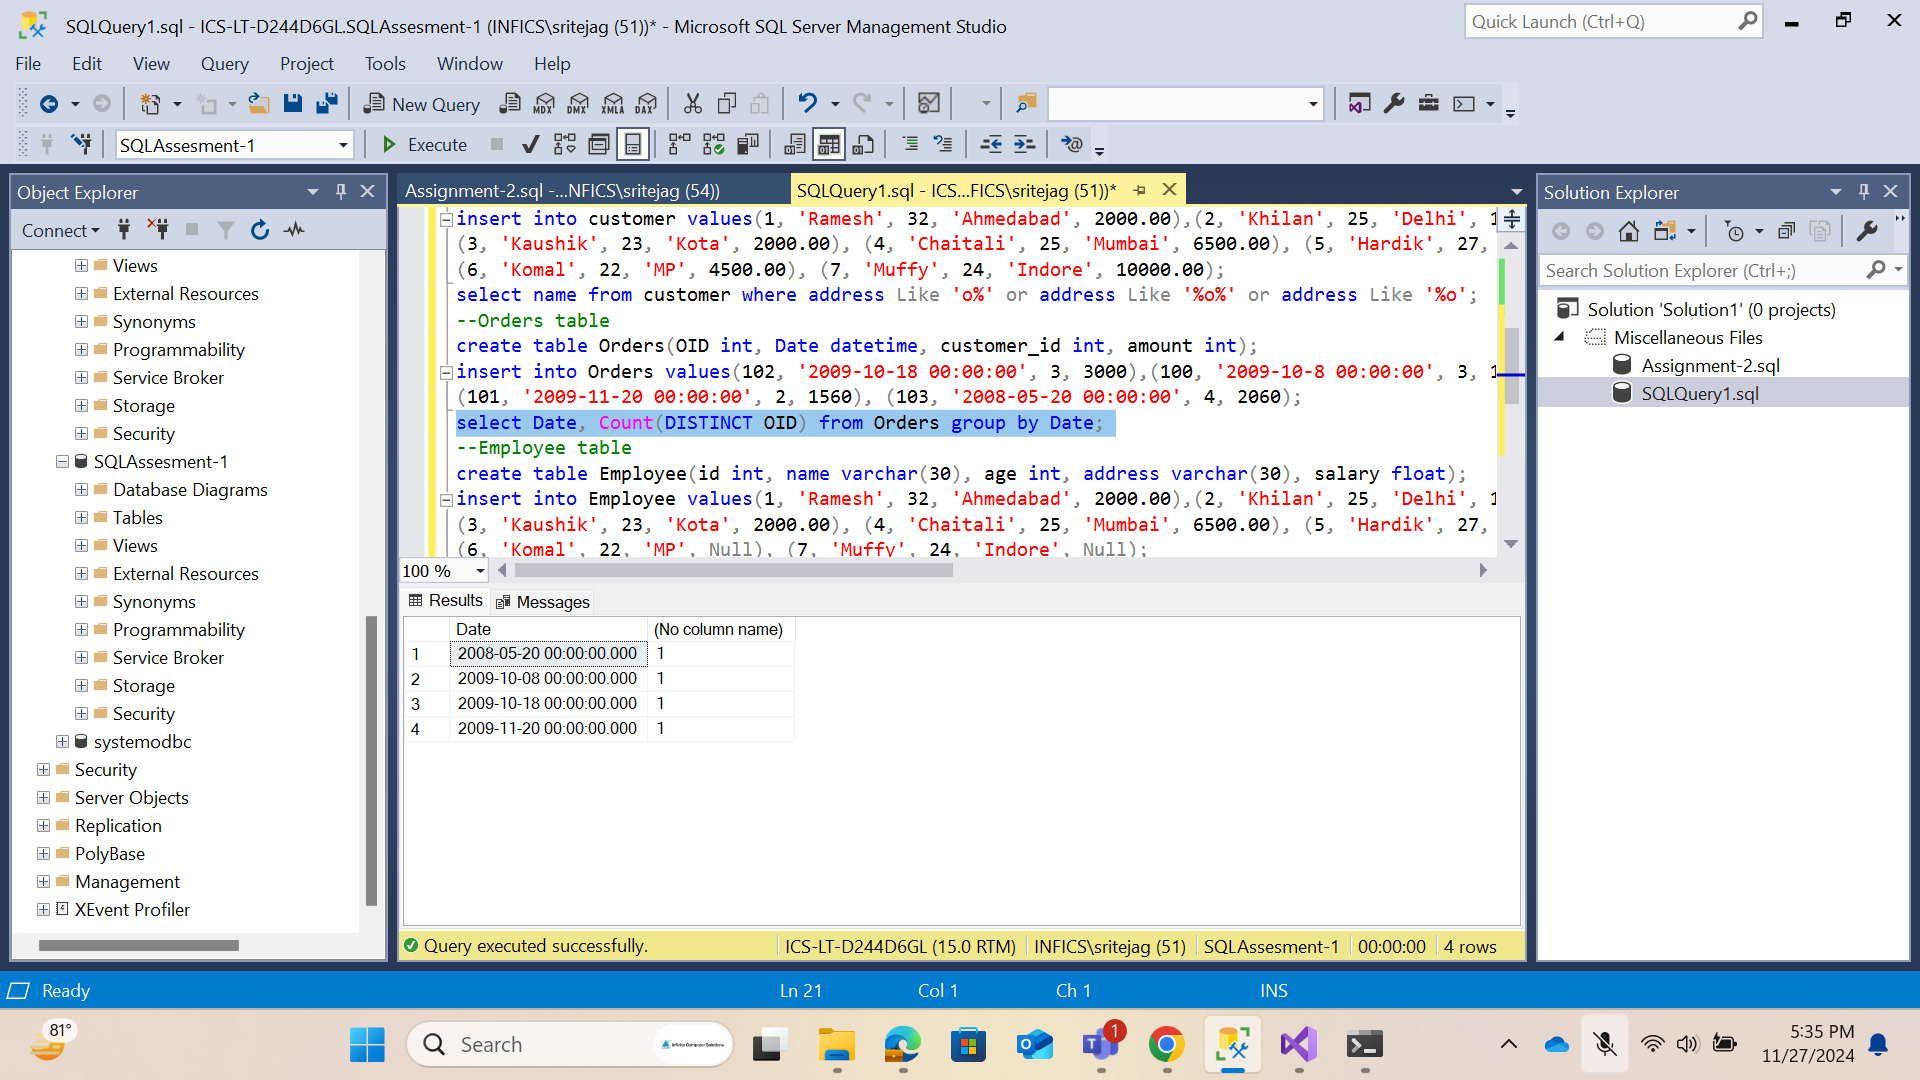 SQLQuery1.sql - ICS-LT-D244D6GL.SQLAssesment-1 (INFICS\sritejag (51))* - Microsoft SQL Server Management Studio
Quick Launch (Ctrl+Q)
File Edit View Query Project Tools Window Help
New Query MDX DMX XMLA DAX
SQLAssesment-1 Execute
Object Explorer
Connect
Views
External Resources
Synonyms
Programmability
Service Broker
Storage
Security
SQLAssesment-1
Database Diagrams
Tables
Views
External Resources
Synonyms
Programmability
Service Broker
Storage
Security
systemodbc
Security
Server Objects
Replication
PolyBase
Management
XEvent Profiler
Assignment-2.sql -...NFICS\sritejag (54)) SQLQuery1.sql - ICS...FICS\sritejag (51))*
insert into customer values(1, 'Ramesh', 32, 'Ahmedabad', 2000.00),(2, 'Khilan', 25, 'Delhi', 1
(3, 'Kaushik', 23, 'Kota', 2000.00), (4, 'Chaitali', 25, 'Mumbai', 6500.00), (5, 'Hardik', 27,
(6, 'Komal', 22, 'MP', 4500.00), (7, 'Muffy', 24, 'Indore', 10000.00);
select name from customer where address Like 'o%' or address Like '%o%' or address Like '%o';
--Orders table
create table Orders(OID int, Date datetime, customer_id int, amount int);
insert into Orders values(102, '2009-10-18 00:00:00', 3, 3000),(100, '2009-10-8 00:00:00', 3, 1
(101, '2009-11-20 00:00:00', 2, 1560), (103, '2008-05-20 00:00:00', 4, 2060);
select Date, Count(DISTINCT OID) from Orders group by Date;
--Employee table
create table Employee(id int, name varchar(30), age int, address varchar(30), salary float);
insert into Employee values(1, 'Ramesh', 32, 'Ahmedabad', 2000.00),(2, 'Khilan', 25, 'Delhi', 1
(3, 'Kaushik', 23, 'Kota', 2000.00), (4, 'Chaitali', 25, 'Mumbai', 6500.00), (5, 'Hardik', 27,
(6, 'Komal', 22, 'MP', Null), (7, 'Muffy', 24, 'Indore', Null);
100 %
Results Messages
Date (No column name)
1 2008-05-20 00:00:00.000 1
2 2009-10-08 00:00:00.000 1
3 2009-10-18 00:00:00.000 1
4 2009-11-20 00:00:00.000 1
Query executed successfully. ICS-LT-D244D6GL (15.0 RTM) INFICS\sritejag (51) SQLAssesment-1 00:00:00 4 rows
Solution Explorer
Search Solution Explorer (Ctrl+;)
Solution 'Solution1' (0 projects)
Miscellaneous Files
Assignment-2.sql
SQLQuery1.sql
Ready Ln 21 Col 1 Ch 1 INS
81°
Search
Infinite Computer Solutions
1
5:35 PM
11/27/2024